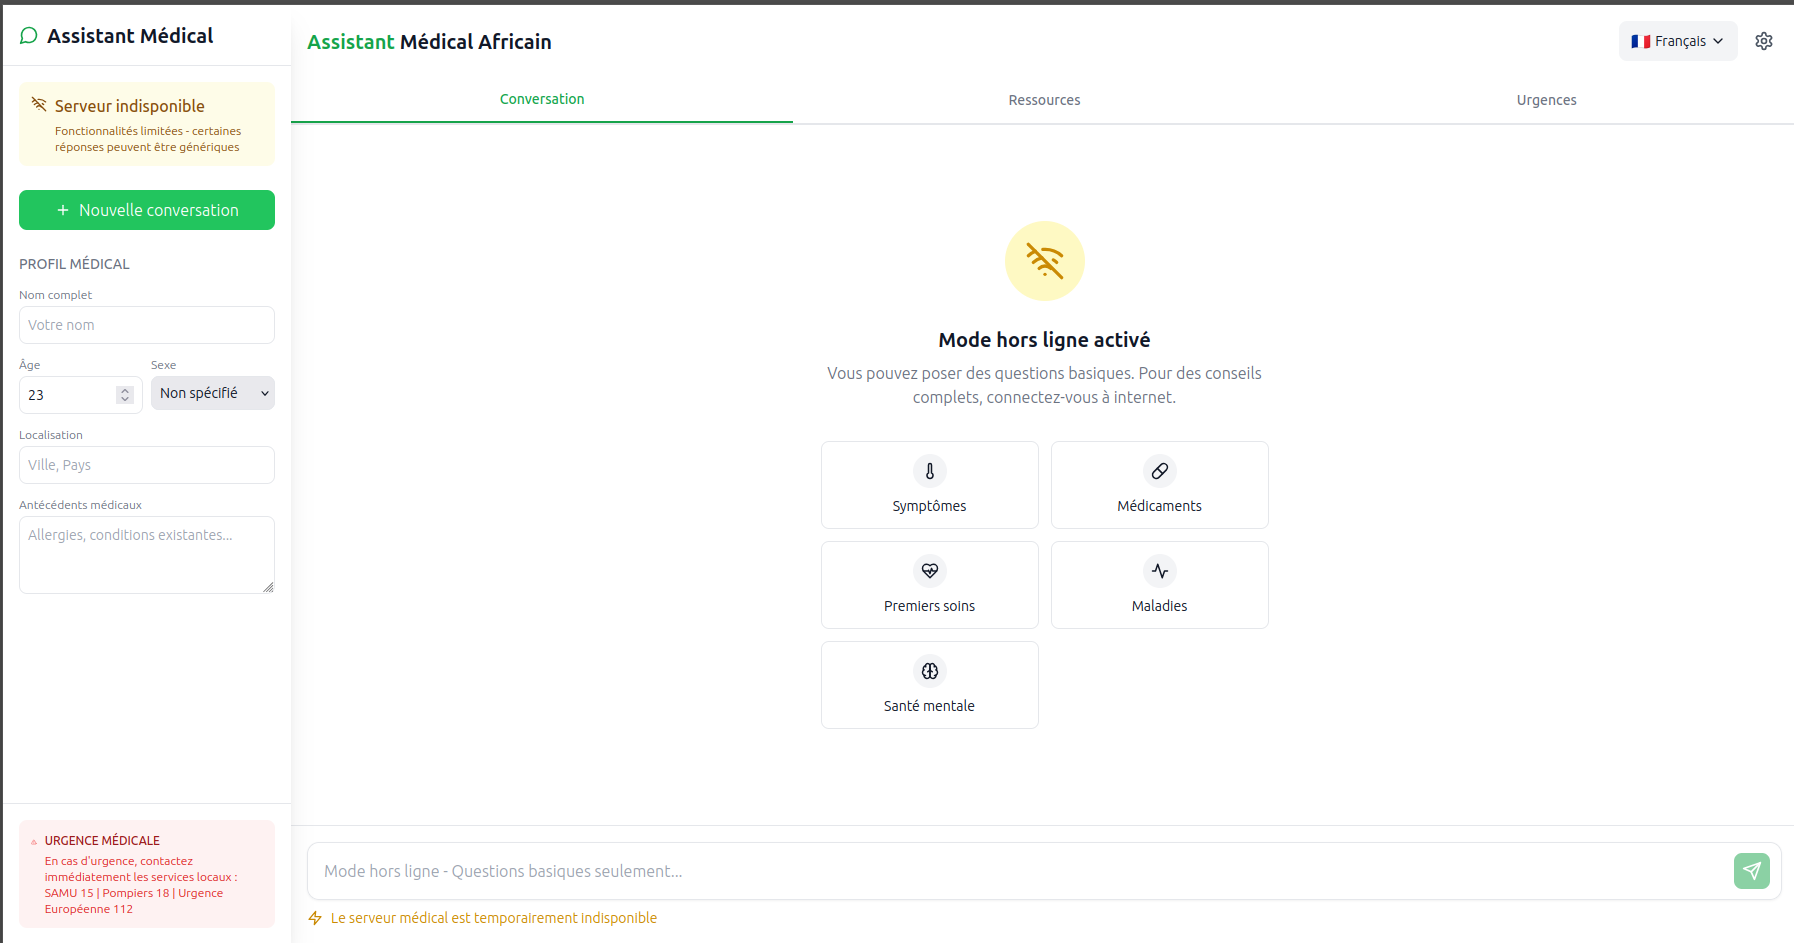 Assistant Médical
Serveur indisponible
Fonctionnalités limitées - certaines
réponses peuvent être génériques
+ Nouvelle conversation
PROFIL MÉDICAL
Nom complet
Votre nom
Âge
Sexe
23
Non spécifié
Localisation
Ville, Pays
Antécédents médicaux
Allergies, conditions existantes...
URGENCE MÉDICALE
En cas d'urgence, contactez
immédiatement les services locaux :
SAMU 15 | Pompiers 18 | Urgence
Européenne 112
Assistant Médical Africain
Français
Conversation
Ressources
Urgences
Mode hors ligne activé
Vous pouvez poser des questions basiques. Pour des conseils
complets, connectez-vous à internet.
Symptômes
Médicaments
Premiers soins
Maladies
Santé mentale
Mode hors ligne - Questions basiques seulement...
Le serveur médical est temporairement indisponible